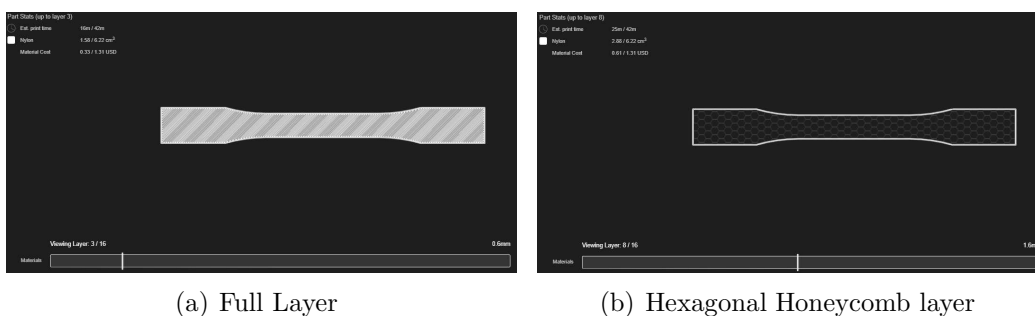 Part Stats (up to layer 3)
Est. print time 16m / 42m
Nylon 1.58 / 6.22 cm³
Material Cost 0.33 / 1.31 USD
Viewing Layer: 3 / 16 0.6mm
Materials
(a) Full Layer
Part Stats (up to layer 8)
Est. print time 25m / 42m
Nylon 2.88 / 6.22 cm³
Material Cost 0.61 / 1.31 USD
Viewing Layer: 8 / 16 1.6m
Materials
(b) Hexagonal Honeycomb layer